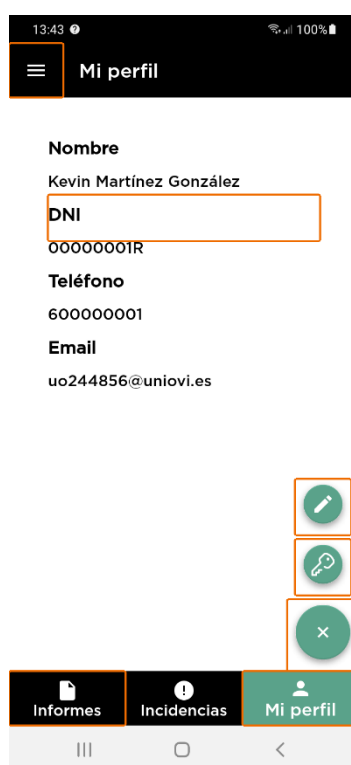 13:43
100%
Mi perfil
Nombre
Kevin Martínez González
DNI
00000001R
Teléfono
600000001
Email
uo244856@uniovi.es
Informes
Incidencias
Mi perfil